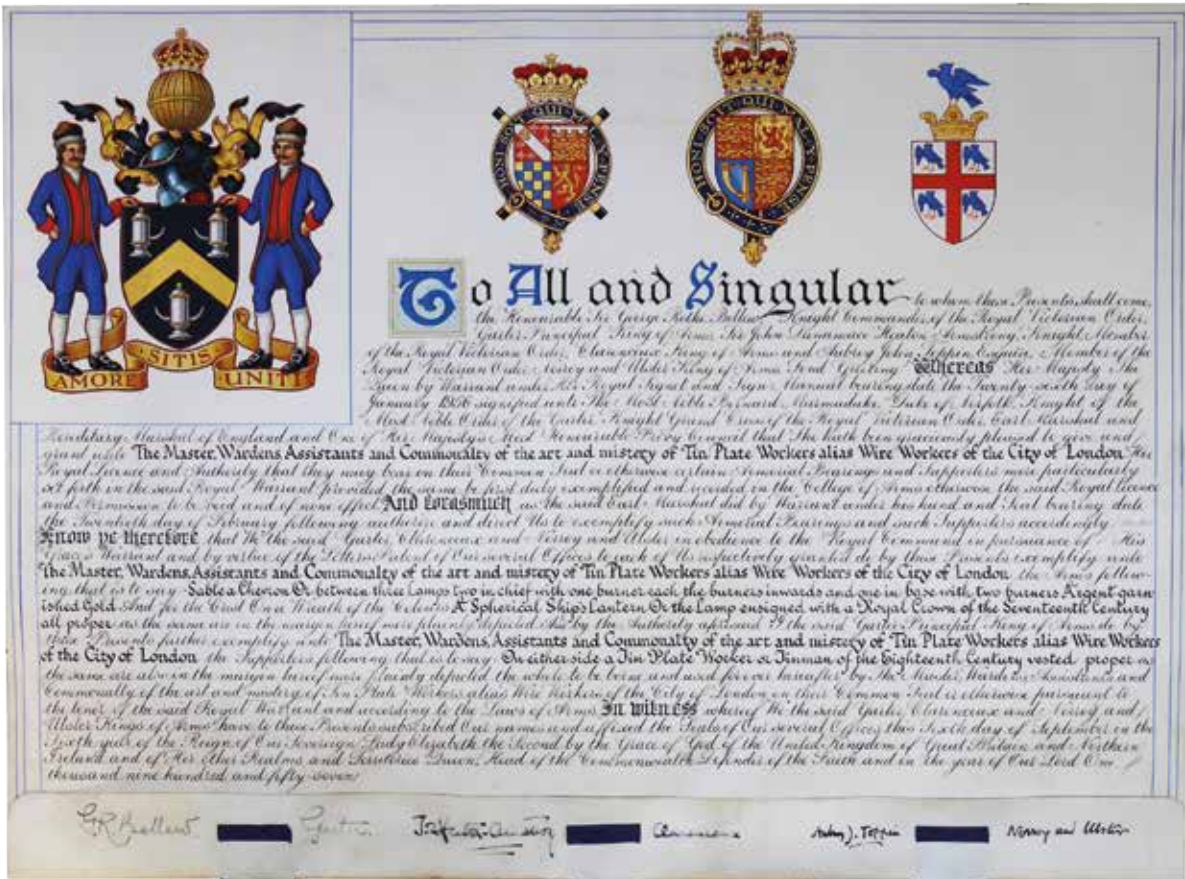 AMORE SITIS UNITI
HONI SOIT QUI MAL Y PENSE
HONI SOIT QUI MAL Y PENSE
To All and Singular to whom these Presents shall come,
the Honourable Sir George Rothe Bellew Knight Commander of the Royal Victorian Order,
Garter Principal King of Arms Sir John Dunamace Heaton-Armstrong, Knight Member
of the Royal Victorian Order, Clarenceux King of Arms and Aubrey John Toppin Esquire, Member of the
Royal Victorian Order Norroy and Ulster King of Arms Send Greeting Whereas Her Majesty The
Queen by Warrant under Her Royal Signet and Sign Manual bearing date the Twenty sixth day of
January 1956 signified unto The Most Noble Bernard Marmaduke, Duke of Norfolk, Knight of the
Most Noble Order of the Garter, Knight Grand Cross of the Royal Victorian Order, Earl Marshal and
Hereditary Marshal of England and One of Her Majesty's Most Honourable Privy Council that She hath been graciously pleased to give and
grant unto The Master, Wardens, Assistants and Commonalty of the art and mistery of Tin Plate Workers alias Wire Workers of the City of London Her
Royal Licence and Authority that they may bear on their Common Seal or otherwise certain Armorial Bearings and Supporters more particularly
set forth in the said Royal Warrant provided the same be first duly exemplified and recorded in the College of Arms otherwise the said Royal Licence
and Permission to be void and of none effect And forasmuch as the said Earl Marshal did by Warrant under his hand and Seal bearing date
the Twentieth day of February following authorize and direct Us to exemplify such Armorial Bearings and such Supporters accordingly
Know ye therefore that We the said Garter, Clarenceux and Norroy and Ulster in obedience to the Royal Command in pursuance of His
Grace's Warrant and by virtue of the Letters Patent of Our several Offices to each of Us respectively granted do by these Presents exemplify unto
The Master, Wardens, Assistants and Commonalty of the art and mistery of Tin Plate Workers alias Wire Workers of the City of London the Arms follow-
ing that is to say Sable a Chevron Or between three Lamps two in chief with one burner each the burners inwards and one in base with two burners Argent garn-
ished Gold And for the Crest On a Wreath of the Colours A Spherical Ship's Lantern Or the Lamp ensigned with a Royal Crown of the Seventeenth Century
all proper as the same are in the margin hereof more plainly depicted And by the Authority aforesaid I the said Garter Principal King of Arms do by
these Presents further exemplify unto The Master, Wardens, Assistants and Commonalty of the art and mistery of Tin Plate Workers alias Wire Workers
of the City of London the Supporters following that is to say On either side a Tin Plate Worker or Tinman of the Eighteenth Century vested proper as
the same are also in the margin hereof more plainly depicted the whole to be borne and used for ever hereafter by The Master, Wardens, Assistants and
Commonalty of the art and mistery of Tin Plate Workers alias Wire Workers of the City of London on their Common Seal or otherwise pursuant to
the tenor of the said Royal Warrant and according to the Laws of Arms In witness whereof We the said Garter, Clarenceux and Norroy and
Ulster Kings of Arms have to these Presents subscribed Our names and affixed the Seals of Our several Offices this Sixth day of September in the
Sixth year of the Reign of Our Sovereign Lady Elizabeth the Second by the Grace of God of the United Kingdom of Great Britain and Northern
Ireland and of Her other Realms and Territories Queen, Head of the Commonwealth, Defender of the Faith and in the year of Our Lord One
thousand nine hundred and fifty seven
G R Bellew Garter Clarenceux Aubrey J. Toppin Norroy and Ulster